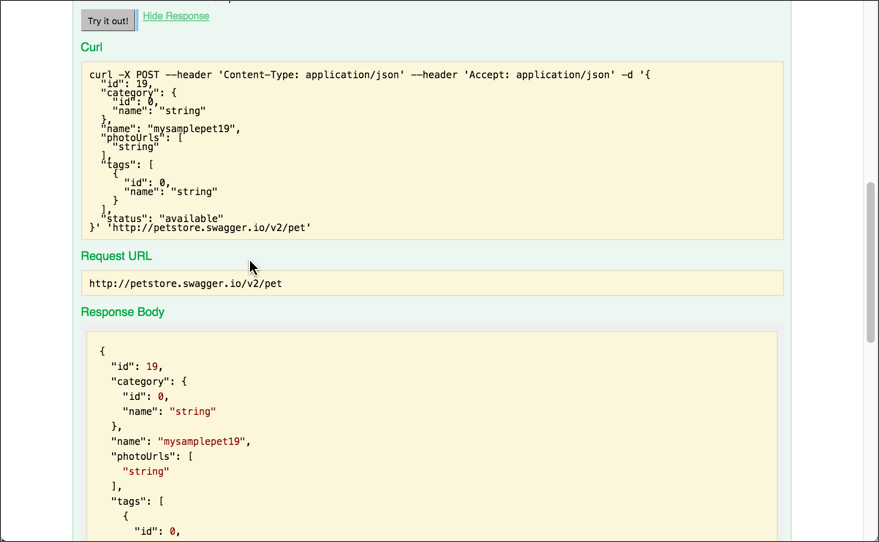 Try it out!
Hide Response
Curl
curl -X POST --header 'Content-Type: application/json' --header 'Accept: application/json' -d '{
  "id": 19,
  "category": {
    "id": 0,
    "name": "string"
  },
  "name": "mysamplepet19",
  "photoUrls": [
    "string"
  ],
  "tags": [
    {
      "id": 0,
      "name": "string"
    }
  ],
  "status": "available"
}' 'http://petstore.swagger.io/v2/pet'
Request URL
http://petstore.swagger.io/v2/pet
Response Body
{
  "id": 19,
  "category": {
    "id": 0,
    "name": "string"
  },
  "name": "mysamplepet19",
  "photoUrls": [
    "string"
  ],
  "tags": [
    {
      "id": 0,